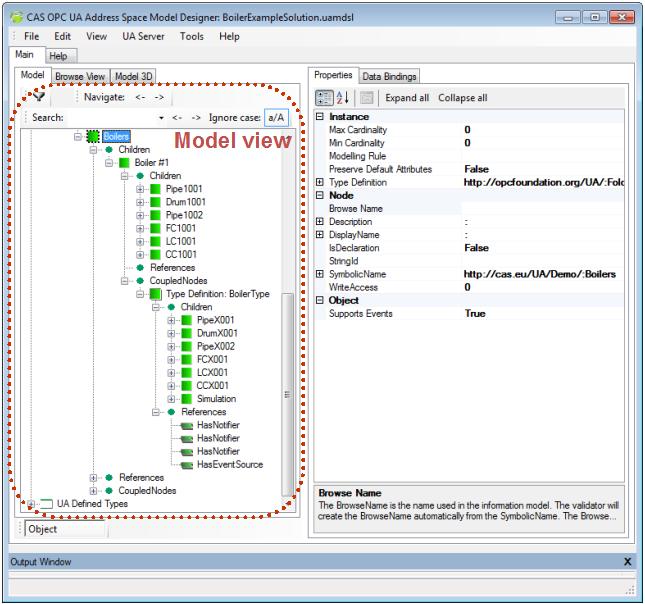 CAS OPC UA Address Space Model Designer: BoilerExampleSolution.uamdsl
File Edit View UA Server Tools Help
Main Help
Model Browse View Model 3D
Navigate: <- ->
Search: <- -> Ignore case: a/A
Model view
Boilers
Children
Boiler #1
Children
Pipe1001
Drum1001
Pipe1002
FC1001
LC1001
CC1001
References
CoupledNodes
Type Definition: BoilerType
Children
PipeX001
DrumX001
PipeX002
FCX001
LCX001
CCX001
Simulation
References
HasNotifier
HasNotifier
HasNotifier
HasEventSource
References
CoupledNodes
UA Defined Types
Object
Properties Data Bindings
Expand all Collapse all
Instance
Max Cardinality 0
Min Cardinality 0
Modelling Rule
Preserve Default Attributes False
Type Definition http://opcfoundation.org/UA/:Fold
Node
Browse Name
Description :
DisplayName :
IsDeclaration False
StringId
SymbolicName http://cas.eu/UA/Demo/:Boilers
WriteAccess 0
Object
Supports Events True
Browse Name
The BrowseName is the name used in the information model. The validator will
create the BrowseName automatically from the SymbolicName. The Browse...
Output Window X